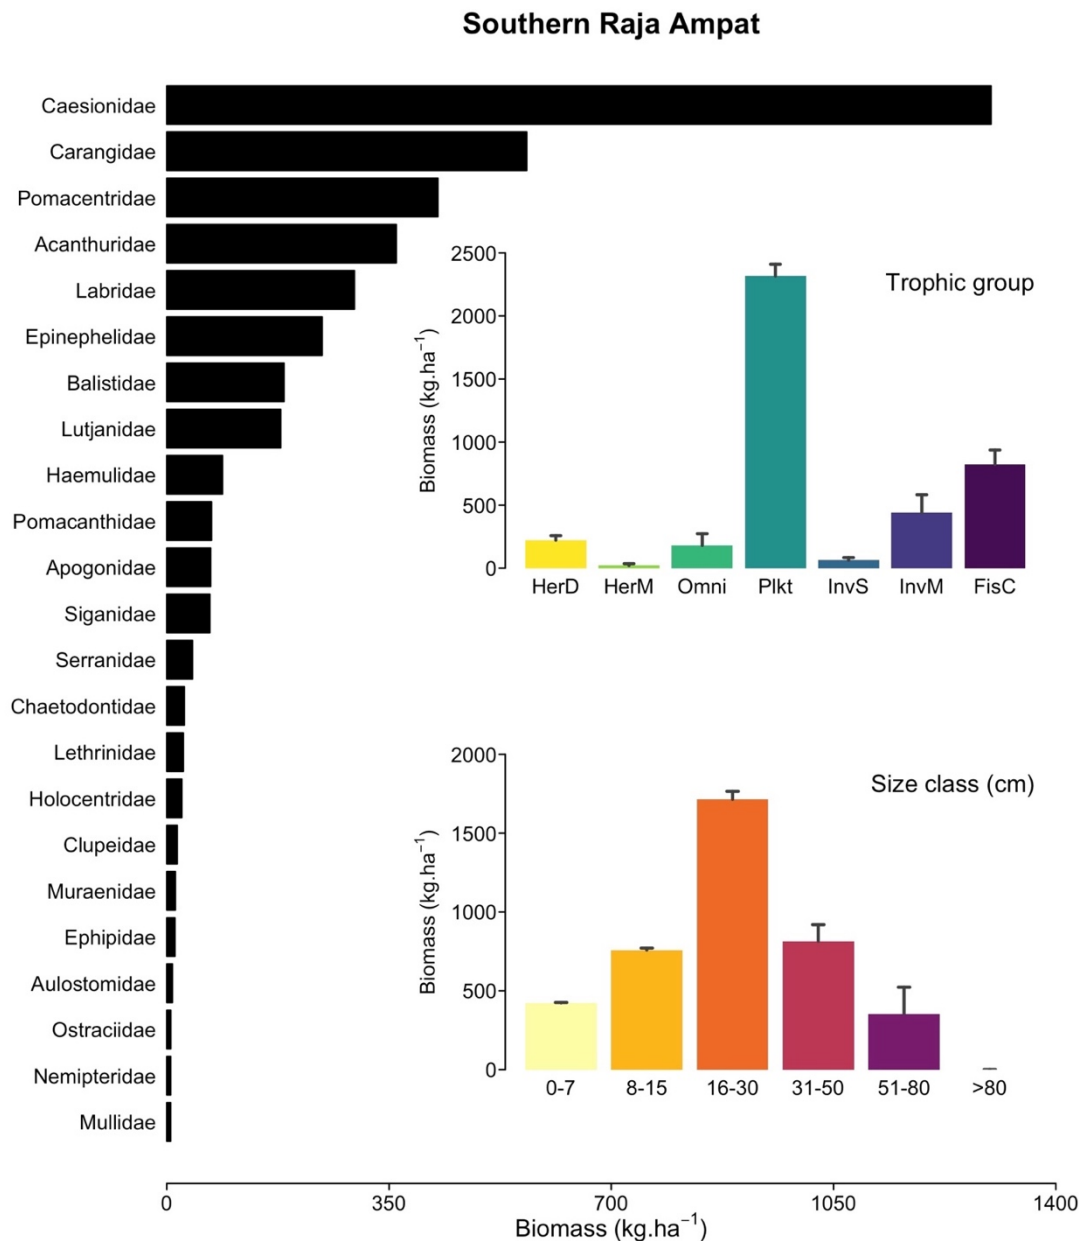 Southern Raja Ampat
Caesionidae
Carangidae
Pomacentridae
Acanthuridae
Labridae
Epinephelidae
Balistidae
Lutjanidae
Haemulidae
Pomacanthidae
Apogonidae
Siganidae
Serranidae
Chaetodontidae
Lethrinidae
Holocentridae
Clupeidae
Muraenidae
Ephipidae
Aulostomidae
Ostraciidae
Nemipteridae
Mullidae
0 350 700 1050 1400
Biomass (kg.ha⁻¹)
Trophic group
Biomass (kg.ha⁻¹)
2500
2000
1500
1000
500
0
HerD HerM Omni Plkt InvS InvM FisC
Size class (cm)
Biomass (kg.ha⁻¹)
2000
1500
1000
500
0
0-7 8-15 16-30 31-50 51-80 >80